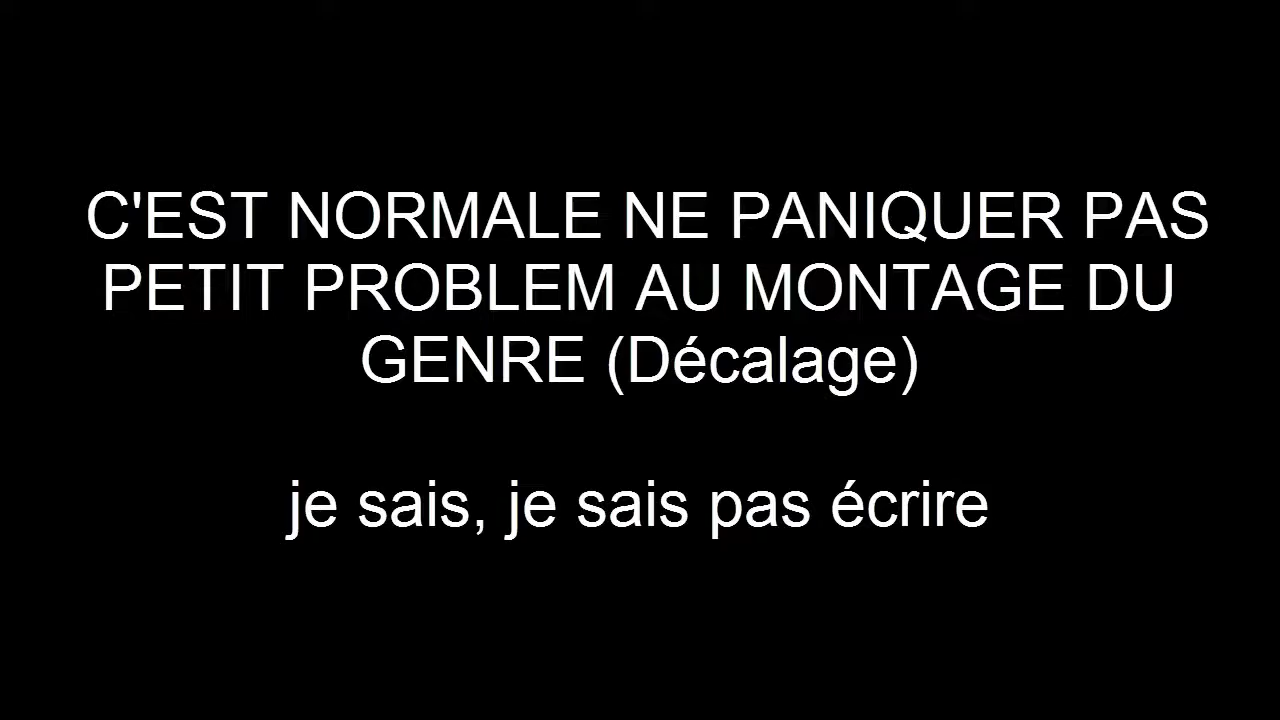 C'EST NORMALE NE PANIQUER PAS
PETIT PROBLEM AU MONTAGE DU
GENRE (Décalage)
je sais, je sais pas écrire